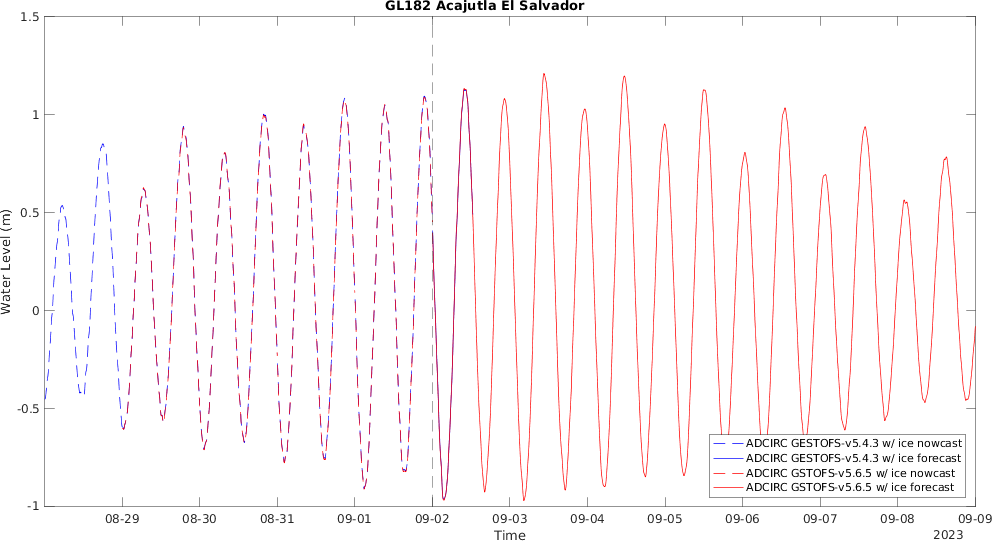 GL182 Acajutla El Salvador
1.5
1
0.5
0
-0.5
-1
Water Level (m)
ADCIRC GESTOFS-v5.4.3 w/ ice nowcast
ADCIRC GESTOFS-v5.4.3 w/ ice forecast
ADCIRC GSTOFS-v5.6.5 w/ ice nowcast
ADCIRC GSTOFS-v5.6.5 w/ ice forecast
08-29 08-30 08-31 09-01 09-02 09-03 09-04 09-05 09-06 09-07 09-08 09-09
Time
2023